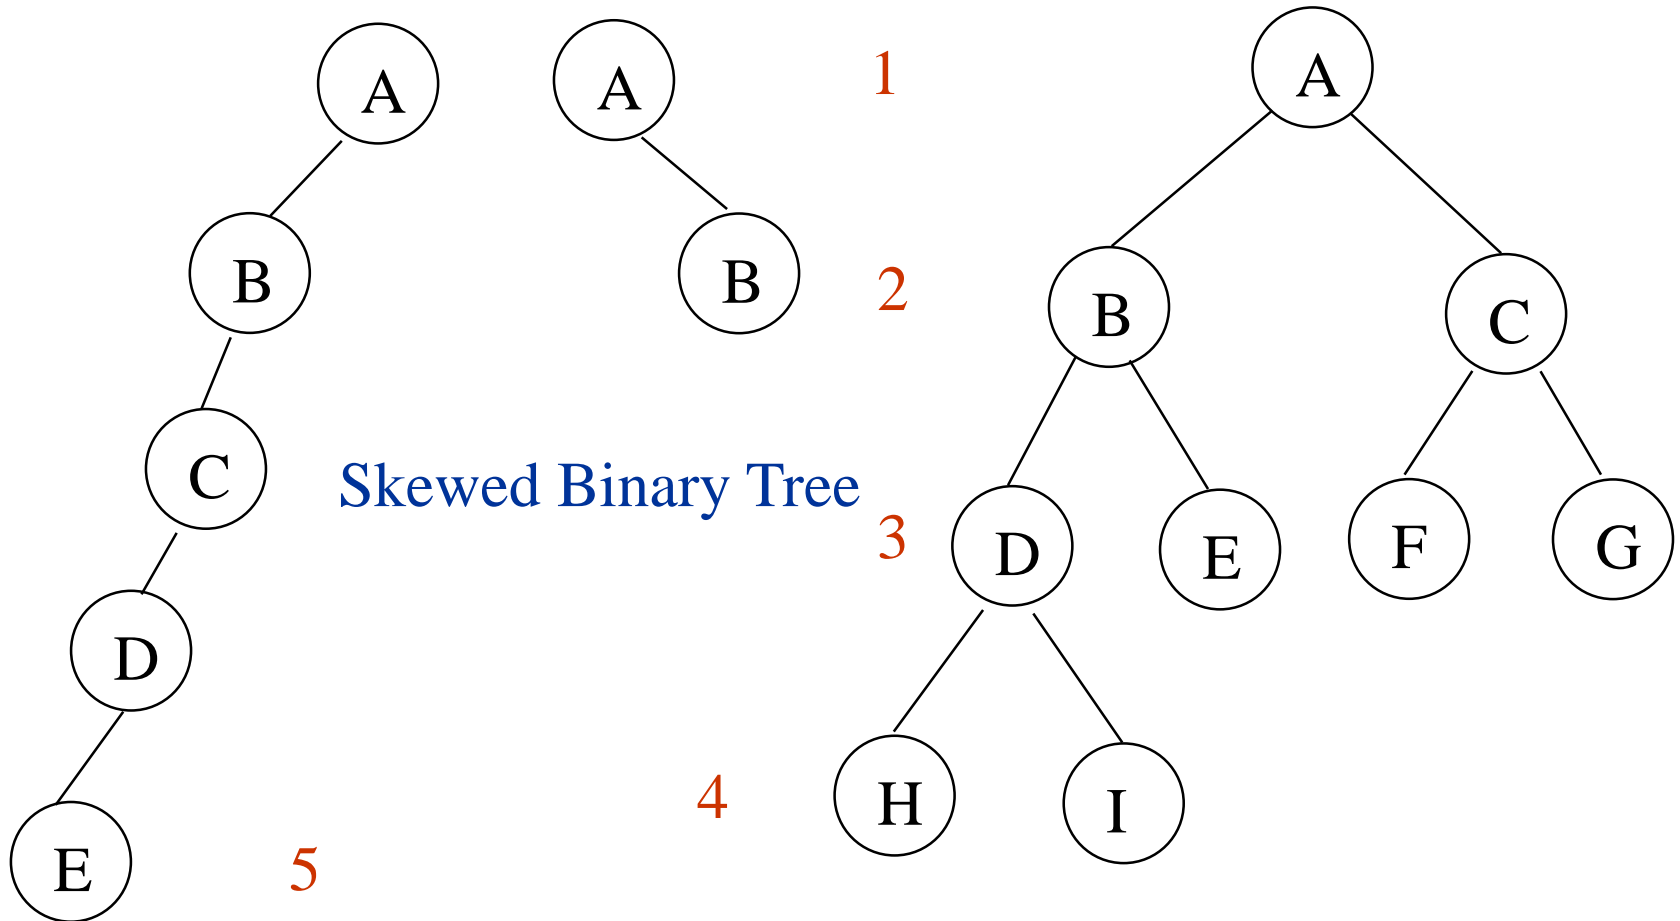 A A 1 A
B B 2 B C
C Skewed Binary Tree 3 D E F G
D
4 H I
E 5